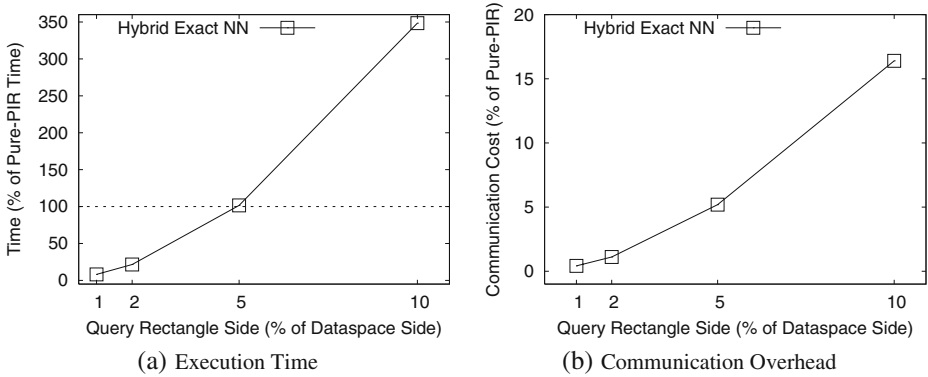 Hybrid Exact NN
350
300
250
200
150
100
50
0
Time (% of Pure-PIR Time)
1 2 5 10
Query Rectangle Side (% of Dataspace Side)
(a) Execution Time
Hybrid Exact NN
20
15
10
5
0
Communication Cost (% of Pure-PIR)
1 2 5 10
Query Rectangle Side (% of Dataspace Side)
(b) Communication Overhead